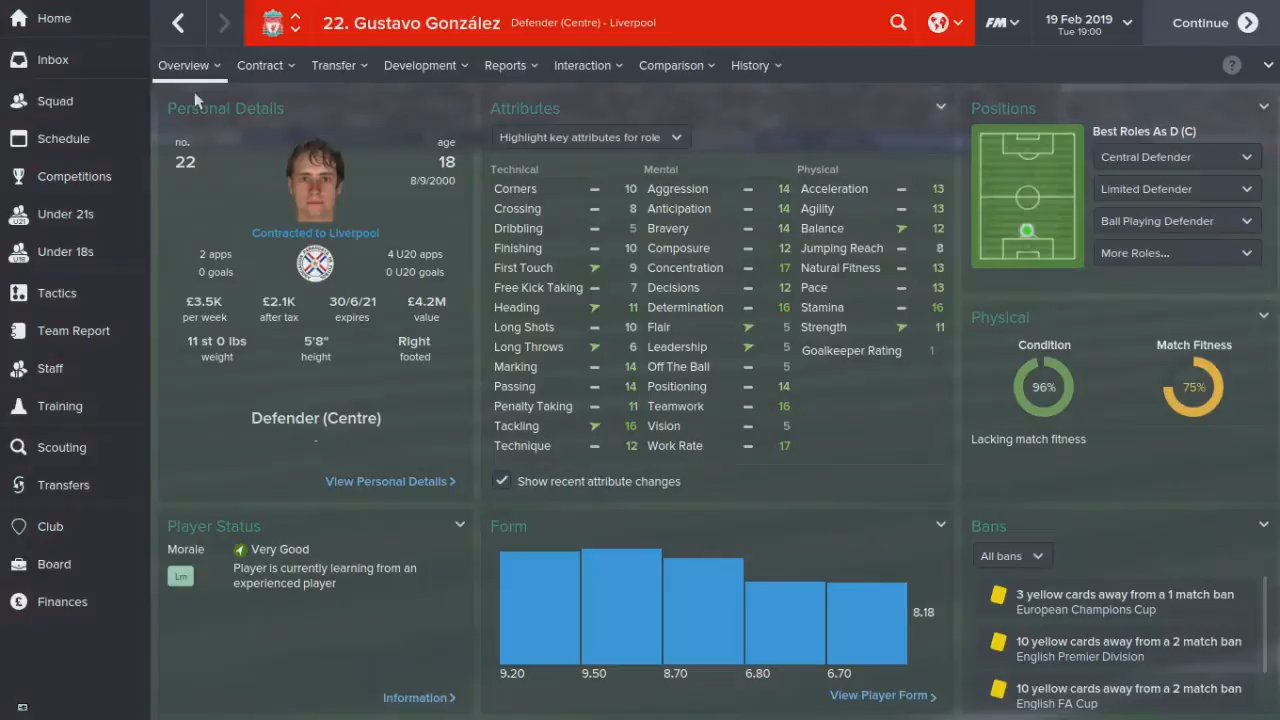 Home
Inbox
Squad
Schedule
Competitions
Under 21s
Under 18s
Tactics
Team Report
Staff
Training
Scouting
Transfers
Club
Board
Finances
22. Gustavo González Defender (Centre) - Liverpool
FM
19 Feb 2019
Tue 19:00
Continue
Overview Contract Transfer Development Reports Interaction Comparison History ?
Personal Details
no.
22
age
18
8/9/2000
Contracted to Liverpool
2 apps
0 goals
4 U20 apps
0 U20 goals
£3.5K £2.1K 30/6/21 £4.2M
per week after tax expires value
11 st 0 lbs 5'8" Right
weight height footed
Defender (Centre)
-
View Personal Details >
Attributes
Highlight key attributes for role
Technical Mental Physical
Corners 10 Aggression 14 Acceleration 13
Crossing 8 Anticipation 14 Agility 13
Dribbling 5 Bravery 14 Balance 12
Finishing 10 Composure 12 Jumping Reach 8
First Touch 9 Concentration 17 Natural Fitness 13
Free Kick Taking 7 Decisions 12 Pace 13
Heading 11 Determination 16 Stamina 16
Long Shots 10 Flair 5 Strength 11
Long Throws 6 Leadership 5 Goalkeeper Rating 1
Marking 14 Off The Ball 5
Passing 14 Positioning 14
Penalty Taking 11 Teamwork 16
Tackling 16 Vision 5
Technique 12 Work Rate 17
Show recent attribute changes
Positions
Best Roles As D (C)
Central Defender
Limited Defender
Ball Playing Defender
More Roles...
Physical
Condition Match Fitness
96% 75%
Lacking match fitness
Player Status
Morale Very Good
Lrn Player is currently learning from an
experienced player
Information >
Form
8.18
9.20 9.50 8.70 6.80 6.70
View Player Form >
Bans
All bans
3 yellow cards away from a 1 match ban
European Champions Cup
10 yellow cards away from a 2 match ban
English Premier Division
10 yellow cards away from a 2 match ban
English FA Cup